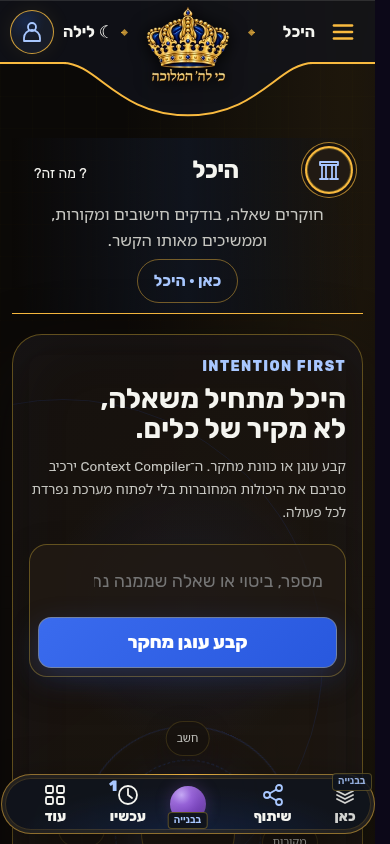 היכל
☾ לילה
כי לה' המלוכה
היכל
? מה זה?
חוקרים שאלה, בודקים חישובים ומקורות,
וממשיכים מאותו הקשר.
כאן • היכל
INTENTION FIRST
היכל מתחיל משאלה,
לא מקיר של כלים.
קבע עוגן או כוונת מחקר. ה־Context Compiler ירכיב
סביבם את היכולות המחוברות בלי לפתוח מערכת נפרדת
לכל פעולה.
מספר, ביטוי או שאלה שממנה
קבע עוגן מחקר
חשב
בבנייה
כאן
שיתוף
בבנייה
1
עכשיו
עוד
מקורות